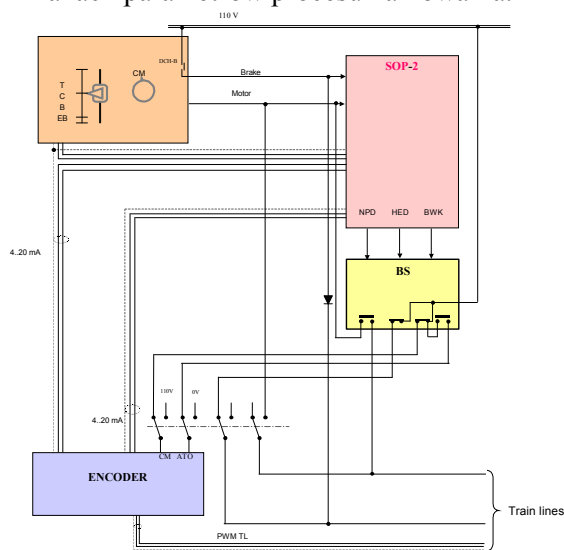 110 V
DCH-B
SOP-2
CM
Brake
T
C
Motor
B
EB
NPD HED BWK
4..20 mA
BS
110V 0V
4..20 mA
CM ATO
ENCODER
Train lines
PWM TL